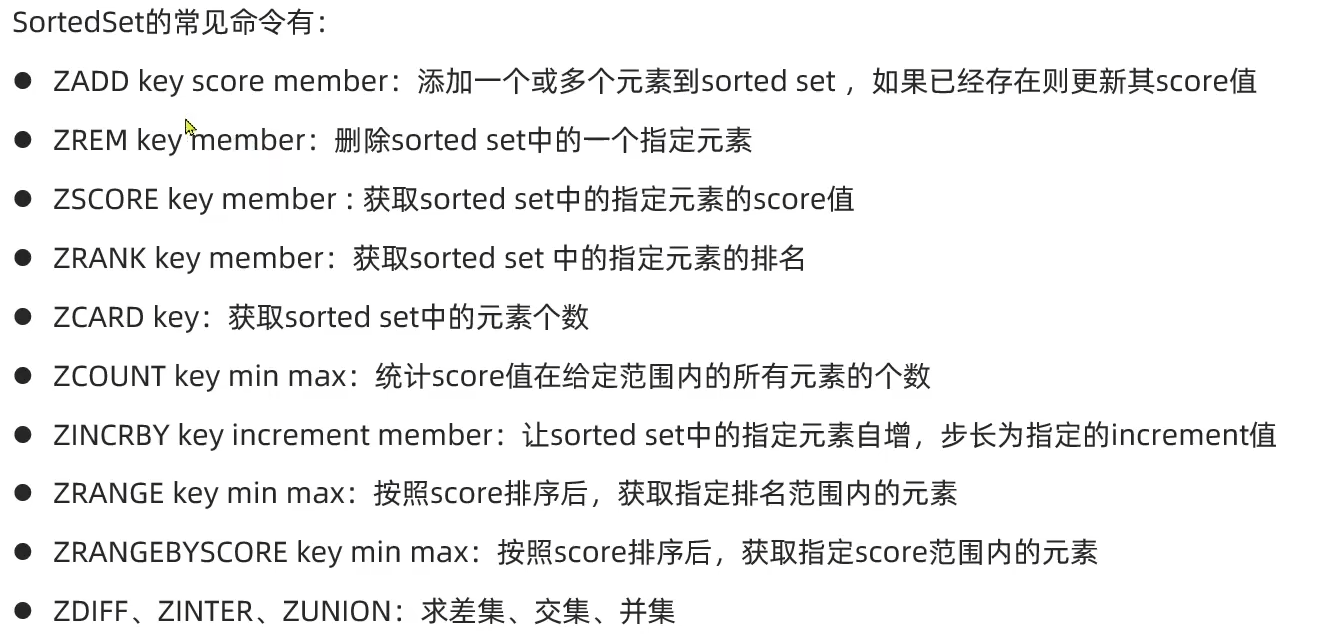 SortedSet的常见命令有：
● ZADD key score member：添加一个或多个元素到sorted set ，如果已经存在则更新其score值
● ZREM key member：删除sorted set中的一个指定元素
● ZSCORE key member : 获取sorted set中的指定元素的score值
● ZRANK key member：获取sorted set 中的指定元素的排名
● ZCARD key：获取sorted set中的元素个数
● ZCOUNT key min max：统计score值在给定范围内的所有元素的个数
● ZINCRBY key increment member：让sorted set中的指定元素自增，步长为指定的increment值
● ZRANGE key min max：按照score排序后，获取指定排名范围内的元素
● ZRANGEBYSCORE key min max：按照score排序后，获取指定score范围内的元素
● ZDIFF、ZINTER、ZUNION：求差集、交集、并集